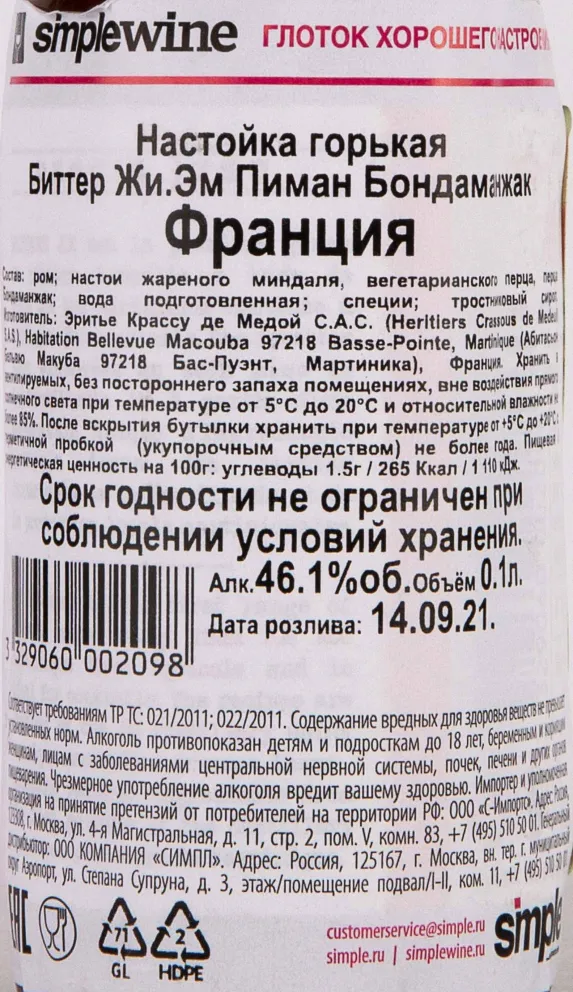 simplewine ГЛОТОК ХОРОШЕГО
Настойка горькая
Биттер Жи.Эм Пиман Бондаманжак
Франция
Состав: ром; настои жареного миндаля, вегетарианского перца, перца
Бондаманжак; вода подготовленная; специи; тростниковый сироп.
Изготовитель: Эритье Крассу де Медой С.А.С. (Heritiers Crassous de Medeuil
S.A.S), Habitation Bellevue Macouba 97218 Basse-Pointe, Martinique (Абитасьон
Бельвю Макуба 97218 Бас-Пуэнт, Мартиника), Франция. Хранить в
вентилируемых, без постороннего запаха помещениях, вне воздействия прямого
солнечного света при температуре от 5°С до 20°С и относительной влажности не
более 85%. После вскрытия бутылки хранить при температуре от +5°С до +20°С с
герметичной пробкой (укупорочным средством) не более года. Пищевая
энергетическая ценность на 100г: углеводы 1.5г / 265 Ккал / 1 110 кДж.
Срок годности не ограничен при
соблюдении условий хранения.
Алк.46.1%об.Объём 0.1л.
Дата розлива: 14.09.21.
3 329060 002098
Соответствует требованиям ТР ТС: 021/2011; 022/2011. Содержание вредных для здоровья веществ не превышает
установленных норм. Алкоголь противопоказан детям и подросткам до 18 лет, беременным и кормящим
женщинам, лицам с заболеваниями центральной нервной системы, почек, печени и других органов
пищеварения. Чрезмерное употребление алкоголя вредит вашему здоровью. Импортер и уполномоченная
организация на принятие претензий от потребителей на территории РФ: ООО «С-Импортс». Адрес: Россия,
123308, г. Москва, ул. 4-я Магистральная, д. 11, стр. 2, пом. V, комн. 83, +7 (495) 510 50 01. Генеральный
дистрибьютор: ООО КОМПАНИЯ «СИМПЛ». Адрес: Россия, 125167, г. Москва, вн. тер. г. муниципальный
округ Аэропорт, ул. Степана Супруна, д. 3, этаж/помещение подвал/I-II, ком. 11, +7 (495) 510 50 01.
EAC
71
GL
2
HDPE
customerservice@simple.ru
simple.ru | simplewine.ru
simple